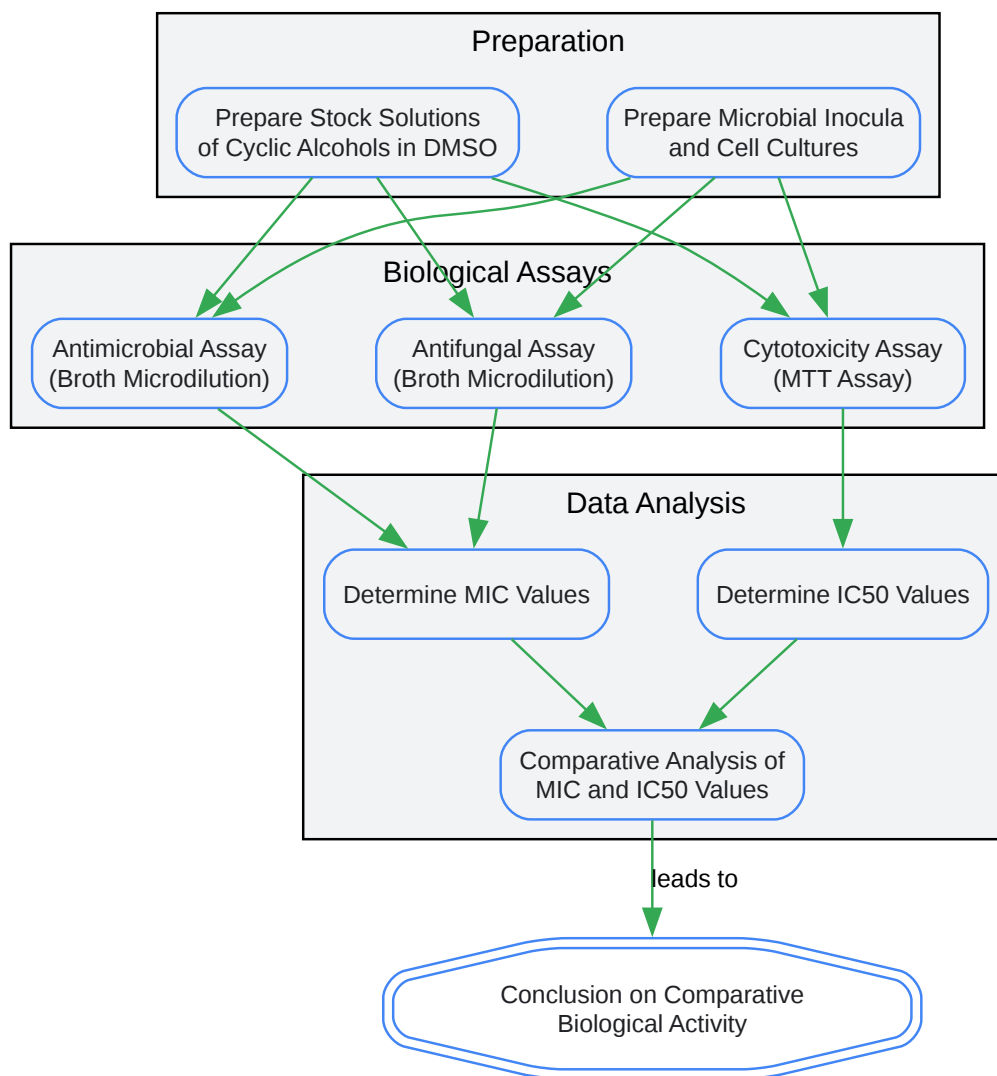 Preparation
Prepare Stock Solutions
of Cyclic Alcohols in DMSO
Prepare Microbial Inocula
and Cell Cultures
Biological Assays
Antimicrobial Assay
(Broth Microdilution)
Antifungal Assay
(Broth Microdilution)
Cytotoxicity Assay
(MTT Assay)
Data Analysis
Determine MIC Values
Determine IC50 Values
Comparative Analysis of
MIC and IC50 Values
leads to
Conclusion on Comparative
Biological Activity